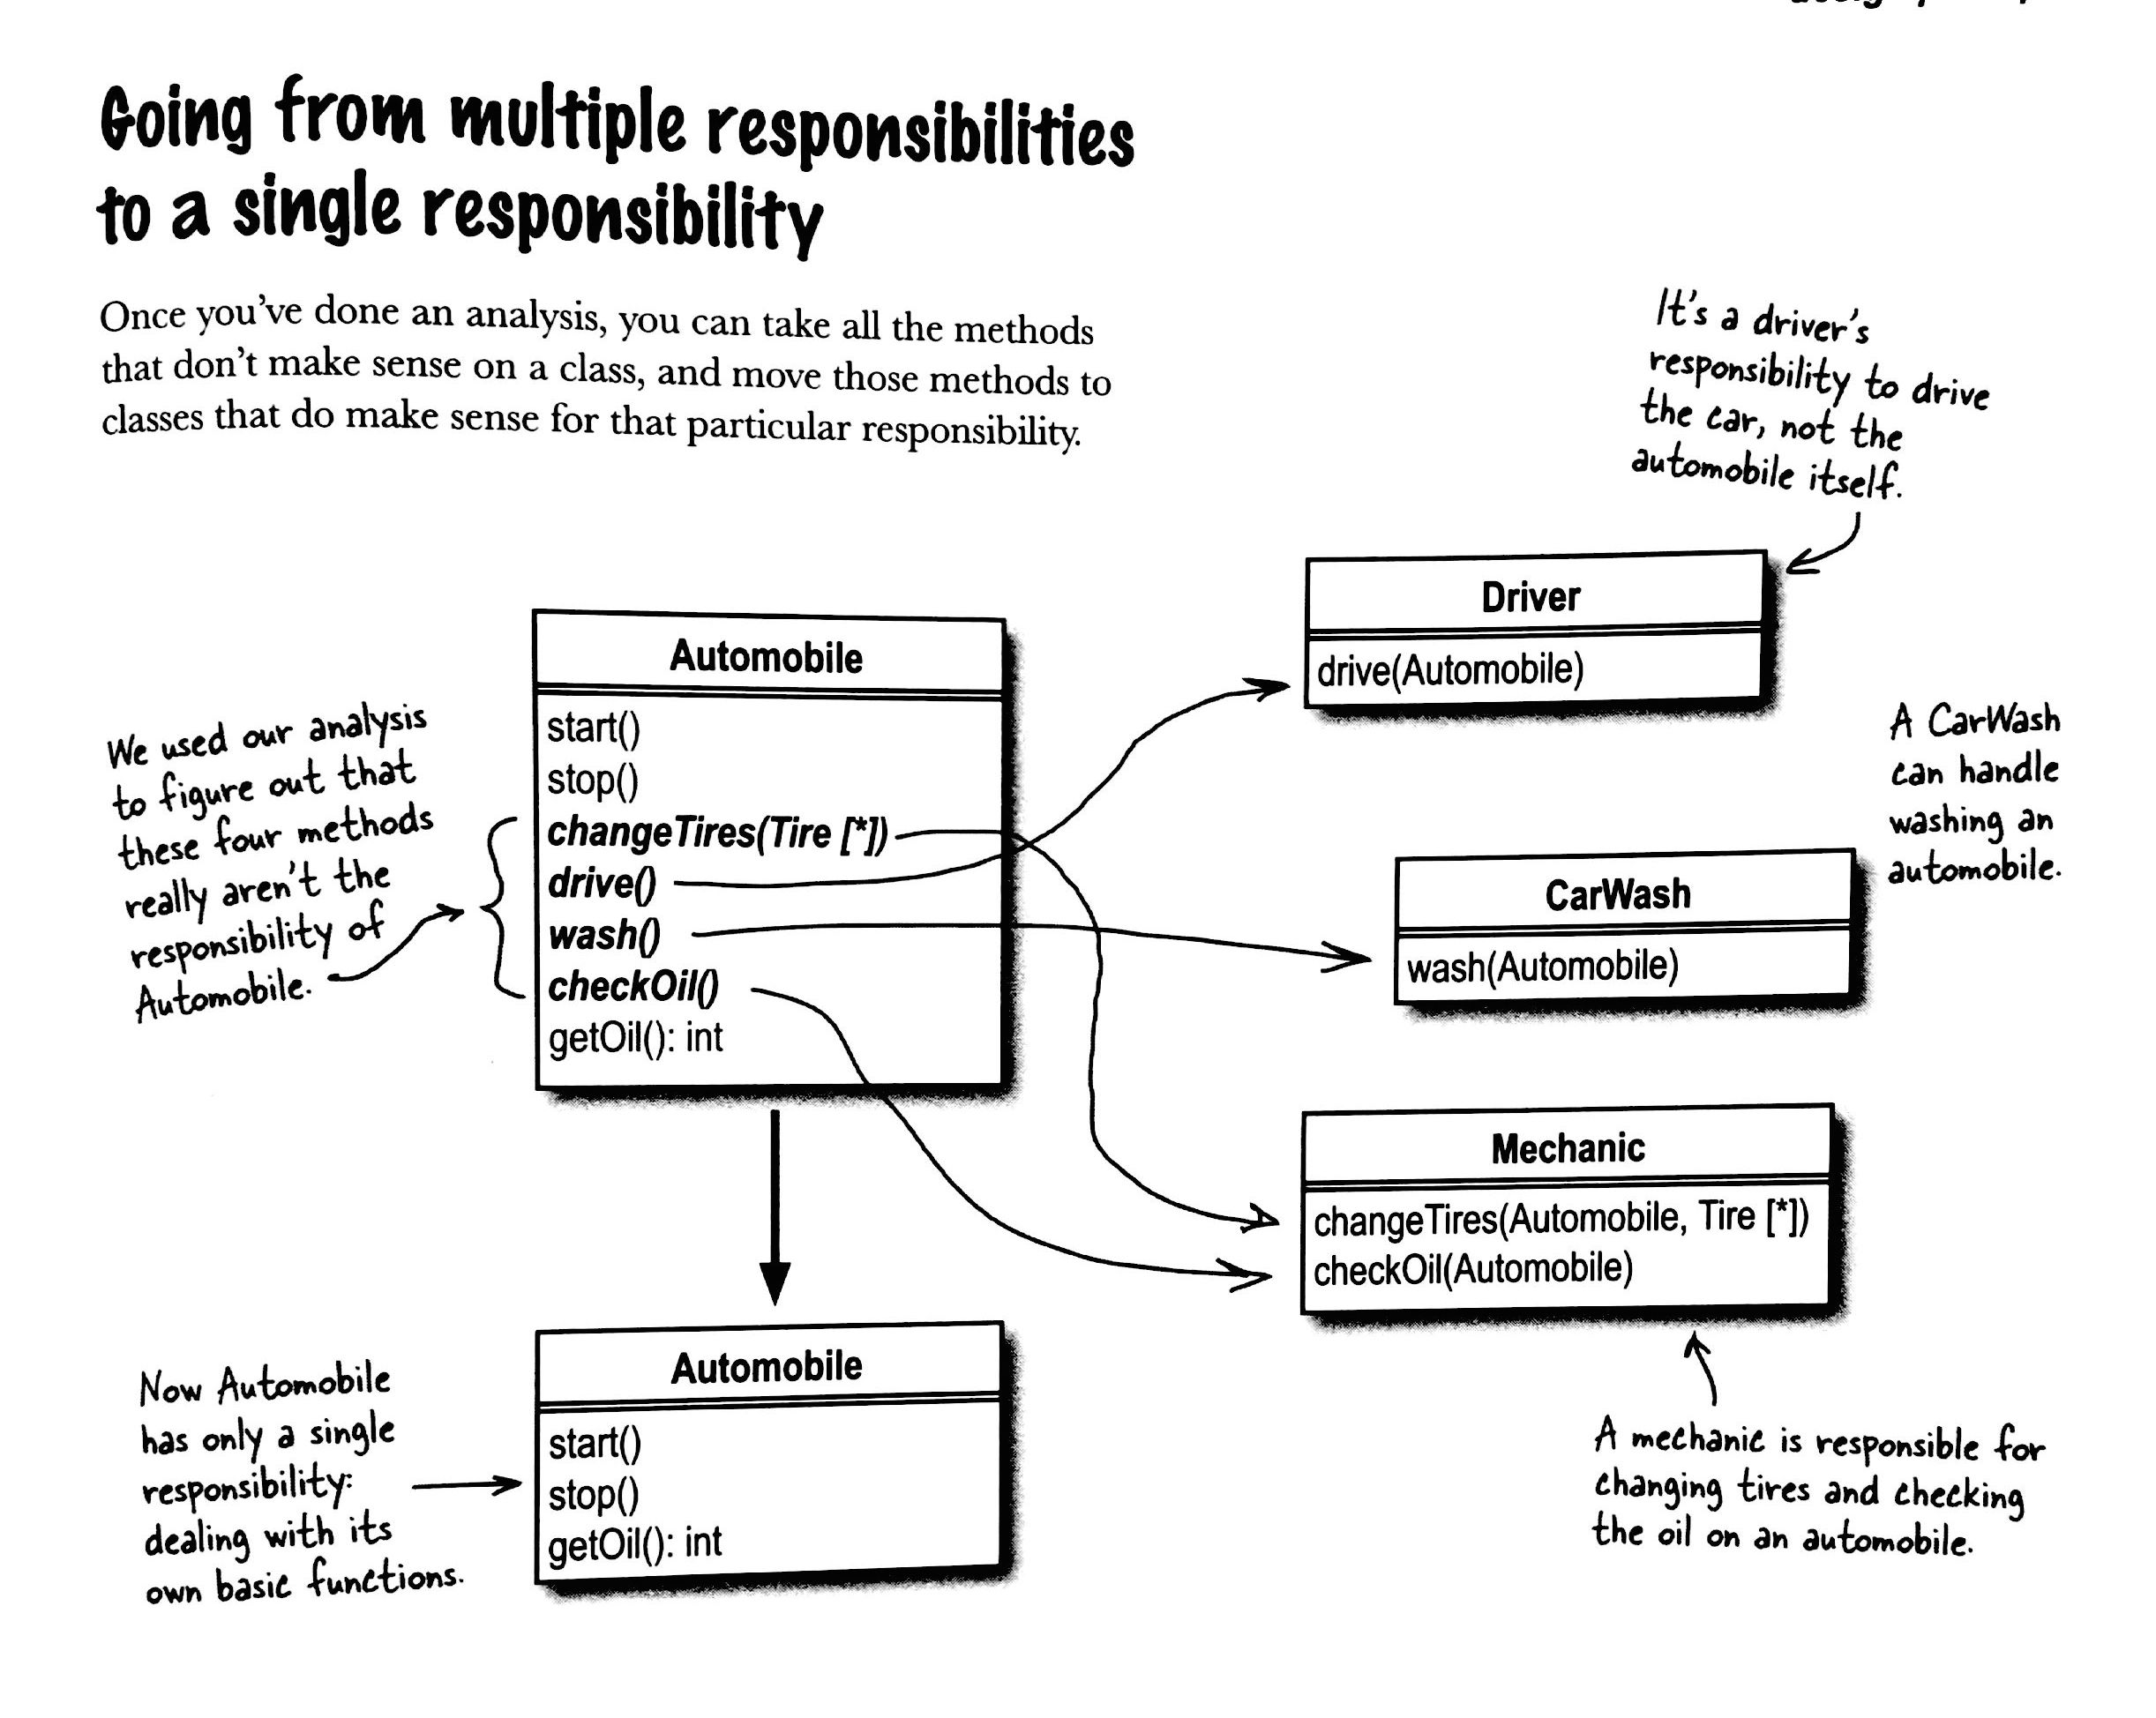 Going from multiple responsibilities
to a single responsibility
Once you've done an analysis, you can take all the methods
that don't make sense on a class, and move those methods to
classes that do make sense for that particular responsibility.
It's a driver's
responsibility to drive
the car, not the
automobile itself.
Driver
drive(Automobile)
Automobile
start()
stop()
changeTires(Tire [*])
drive()
wash()
checkOil()
getOil(): int
We used our analysis
to figure out that
these four methods
really aren't the
responsibility of
Automobile.
A CarWash
can handle
washing an
automobile.
CarWash
wash(Automobile)
Mechanic
changeTires(Automobile, Tire [*])
checkOil(Automobile)
A mechanic is responsible for
changing tires and checking
the oil on an automobile.
Automobile
start()
stop()
getOil(): int
Now Automobile
has only a single
responsibility:
dealing with its
own basic functions.